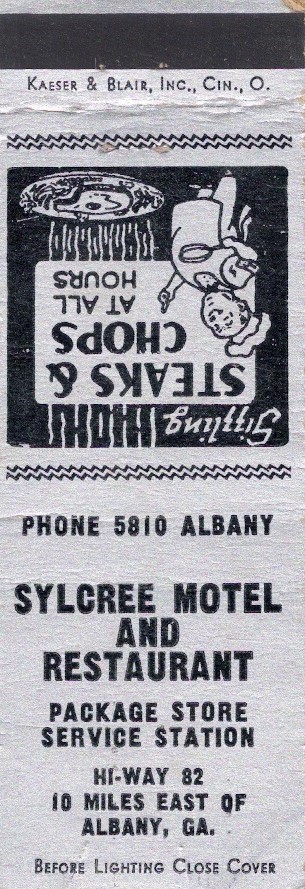 KAESER & BLAIR, INC., CIN., O.
Sizzling
STEAKS &
CHOPS
AT ALL
HOURS
PHONE 5810 ALBANY
SYLCREE MOTEL
AND
RESTAURANT
PACKAGE STORE
SERVICE STATION
HI-WAY 82
10 MILES EAST OF
ALBANY, GA.
BEFORE LIGHTING CLOSE COVER